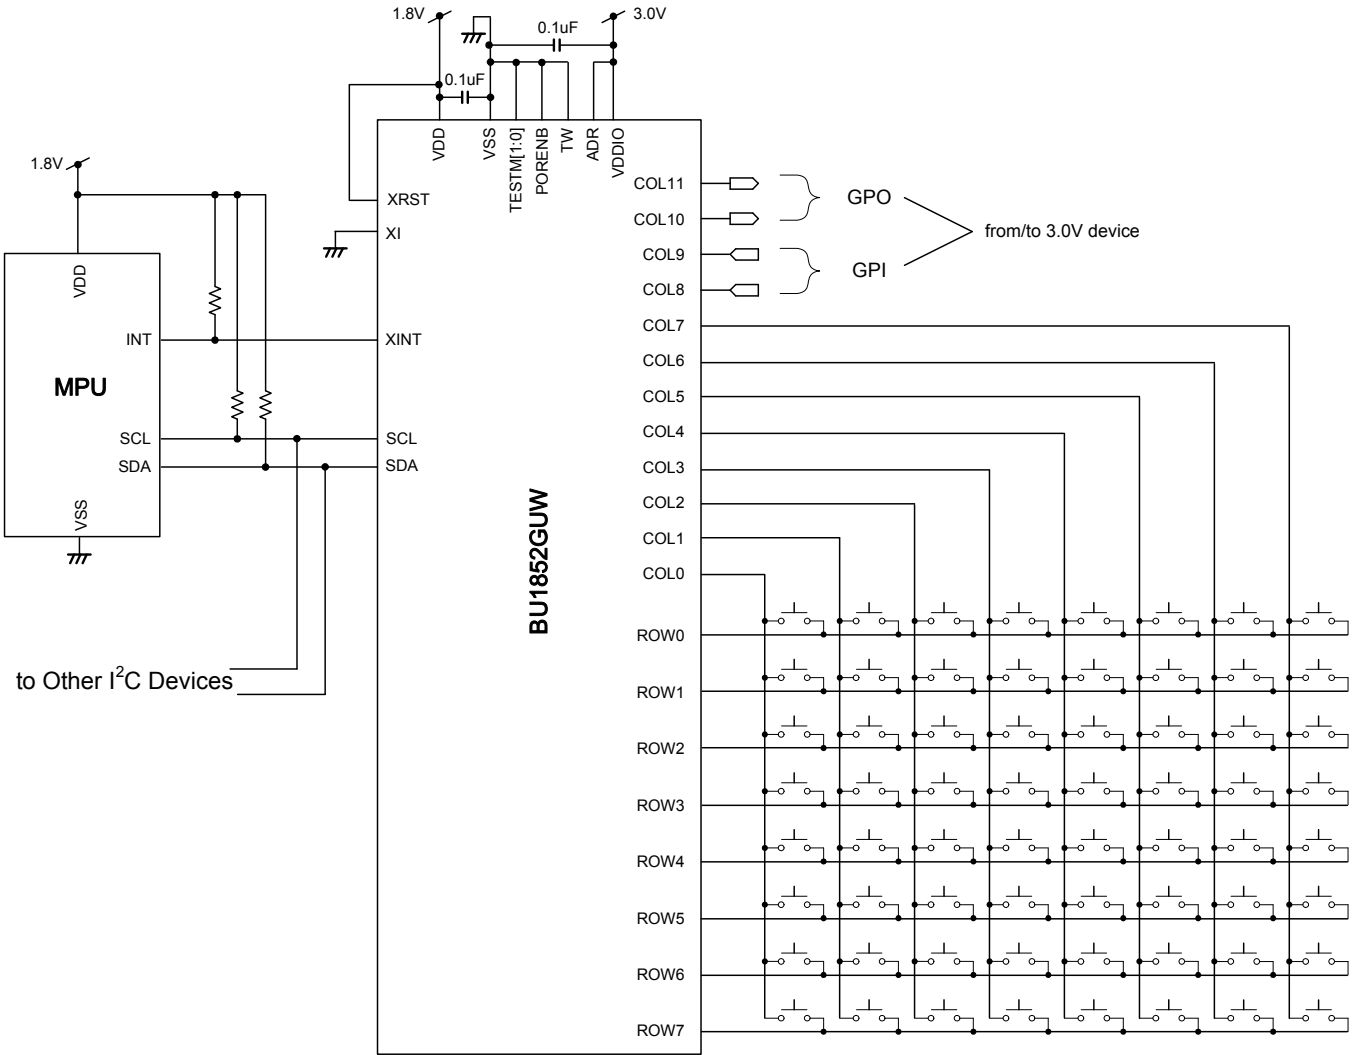 1.8V
3.0V
0.1uF
0.1uF
VDD
VSS
TESTM[1:0]
PORENB
TW
ADR
VDDIO
1.8V
XRST
XI
COL11
COL10
COL9
COL8
GPO
GPI
from/to 3.0V device
VDD
INT
XINT
MPU
SCL
SCL
SDA
SDA
VSS
COL7
COL6
COL5
COL4
COL3
COL2
COL1
COL0
BU1852GUW
to Other I²C Devices
ROW0
ROW1
ROW2
ROW3
ROW4
ROW5
ROW6
ROW7